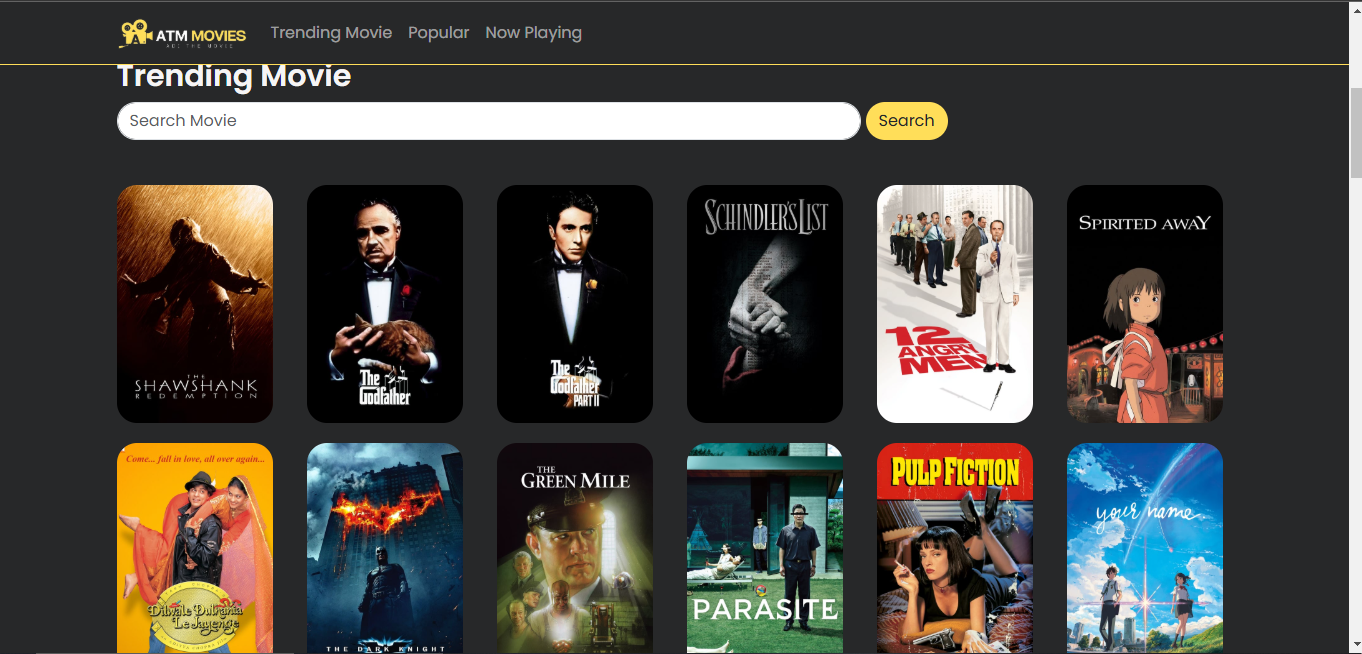 ATM MOVIES
ADL THE MOVIE
Trending Movie
Popular
Now Playing
Trending Movie
Search Movie
Search
THE
SHAWSHANK
REDEMPTION
The
Godfather
The
Godfather
PART II
SCHINDLER'S LIST
12
ANGRY
MEN
SPIRITED AWAY
Come... fall in love, all over again...
Dilwale Dulhania
Le Jayenge
THE DARK KNIGHT
THE
GREEN MILE
PARASITE
PULP FICTION
your name.